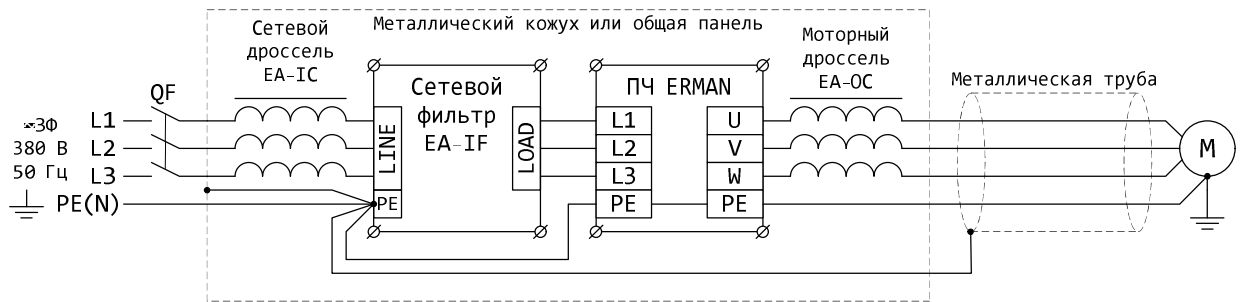 Металлический кожух или общая панель
Сетевой
дроссель
EA-IC
Моторный
дроссель
EA-OC
Металлическая труба
QF
3Ф
380 В
50 Гц
L1
L2
L3
PE(N)
LINE
PE
Сетевой
фильтр
EA-IF
LOAD
ПЧ ERMAN
L1
L2
L3
PE
U
V
W
PE
M